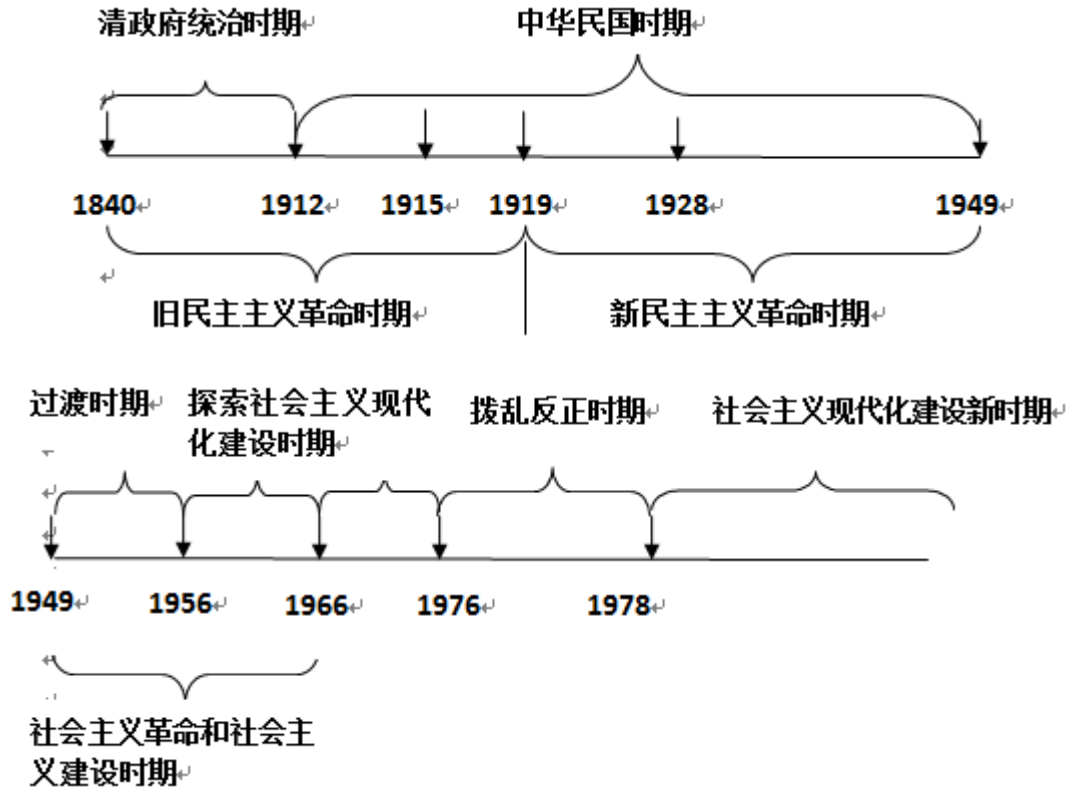 清政府统治时期
中华民国时期
1840
1912
1915
1919
1928
1949
旧民主主义革命时期
新民主主义革命时期
过渡时期
探索社会主义现代
化建设时期
拨乱反正时期
社会主义现代化建设新时期
1949
1956
1966
1976
1978
社会主义革命和社会主
义建设时期